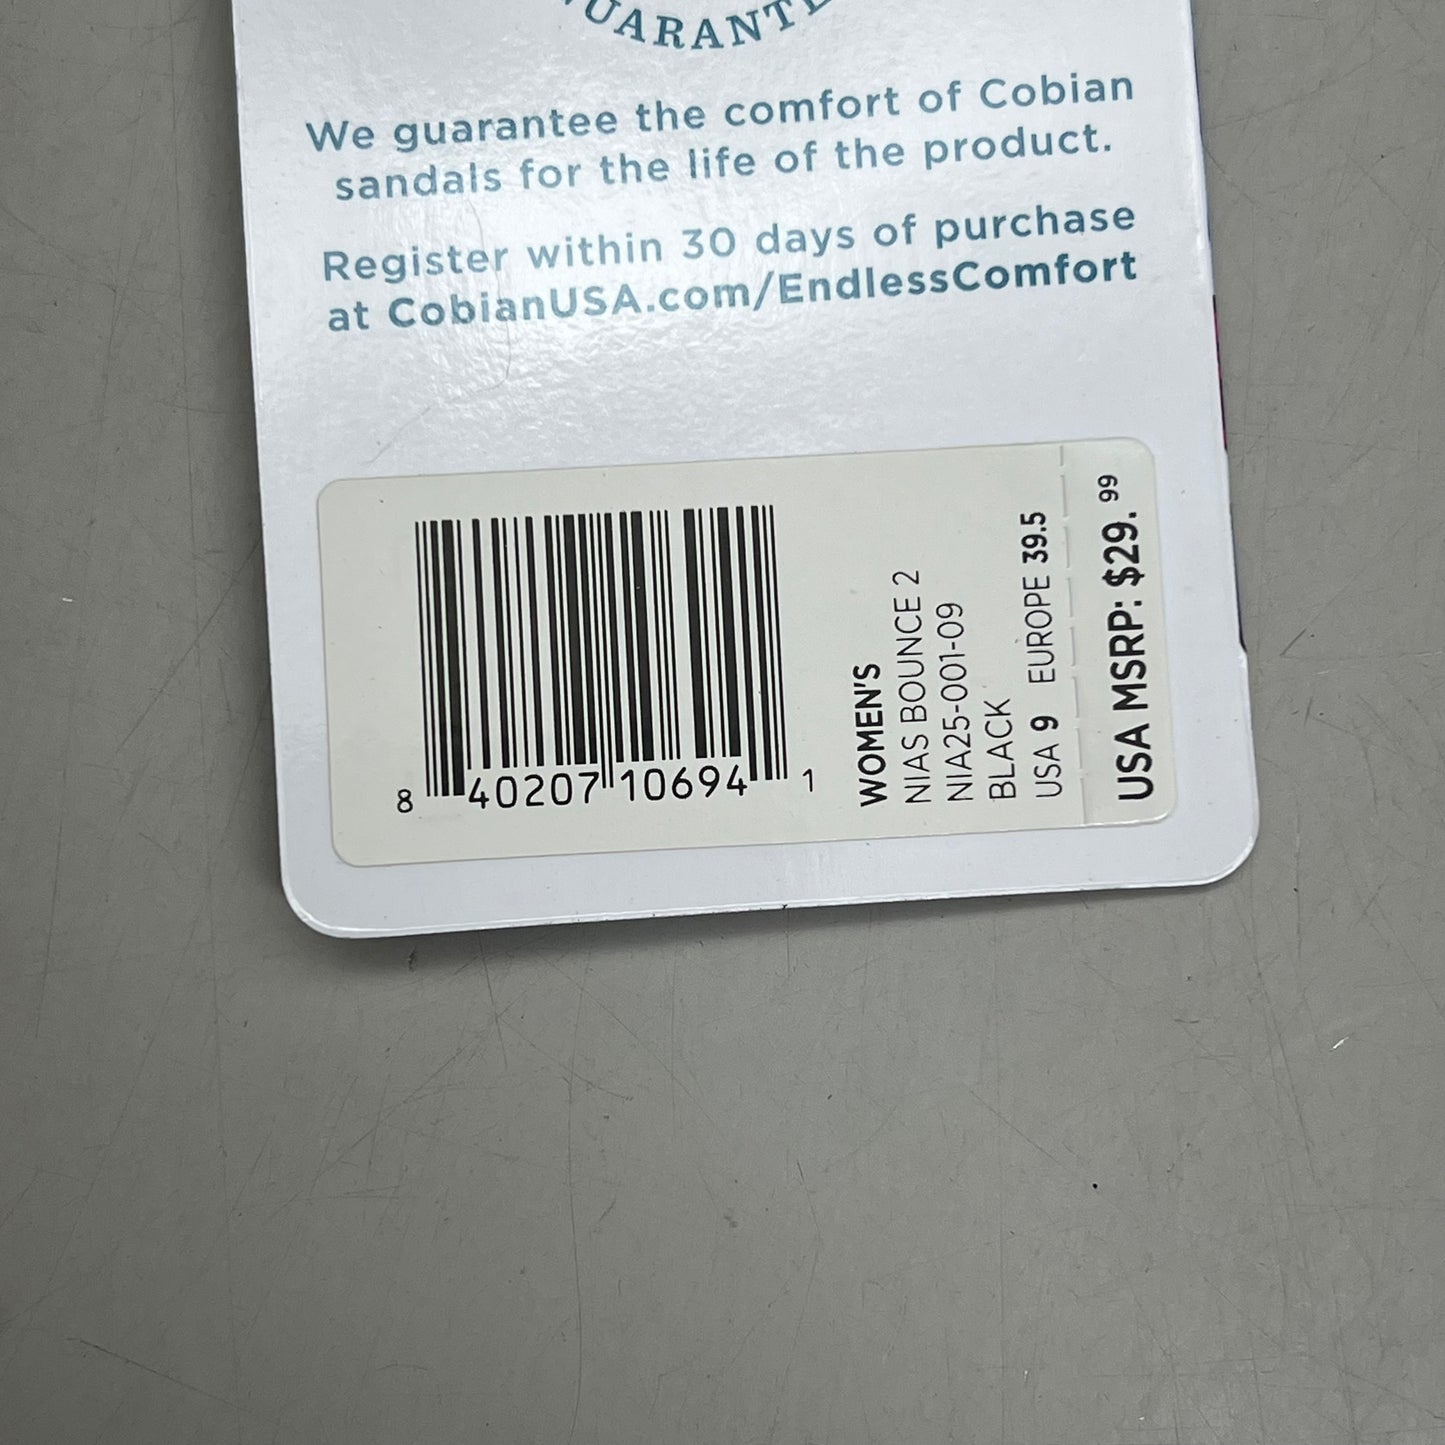 We guarantee the comfort of Cobian
sandals for the life of the product.
Register within 30 days of purchase
at CobianUSA.com/EndlessComfort
8 40207 10694 1
WOMEN'S
NIAS BOUNCE 2
NIA25-001-09
BLACK
USA 9 EUROPE 39.5
USA MSRP: $29.99